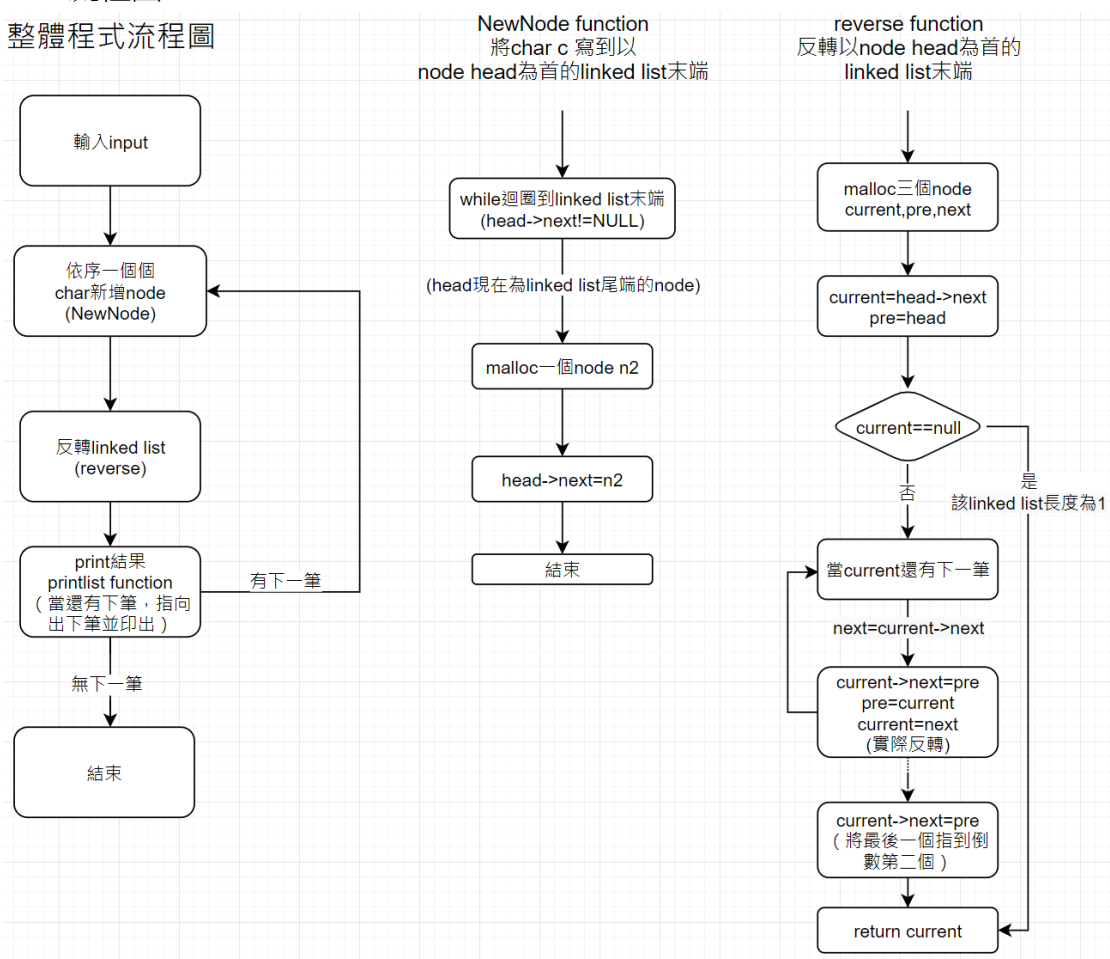 整體程式流程圖
輸入input
依序一個個
char新增node
(NewNode)
反轉linked list
(reverse)
print結果
printlist function
（當還有下筆，指向
出下筆並印出）
有下一筆
無下一筆
結束
NewNode function
將char c 寫到以
node head為首的linked list末端
while迴圈到linked list末端
(head->next!=NULL)
(head現在為linked list尾端的node)
malloc一個node n2
head->next=n2
結束
reverse function
反轉以node head為首的
linked list末端
malloc三個node
current,pre,next
current=head->next
pre=head
current==null
是
該linked list長度為1
否
當current還有下一筆
next=current->next
current->next=pre
pre=current
current=next
(實際反轉)
current->next=pre
（將最後一個指到倒
數第二個）
return current